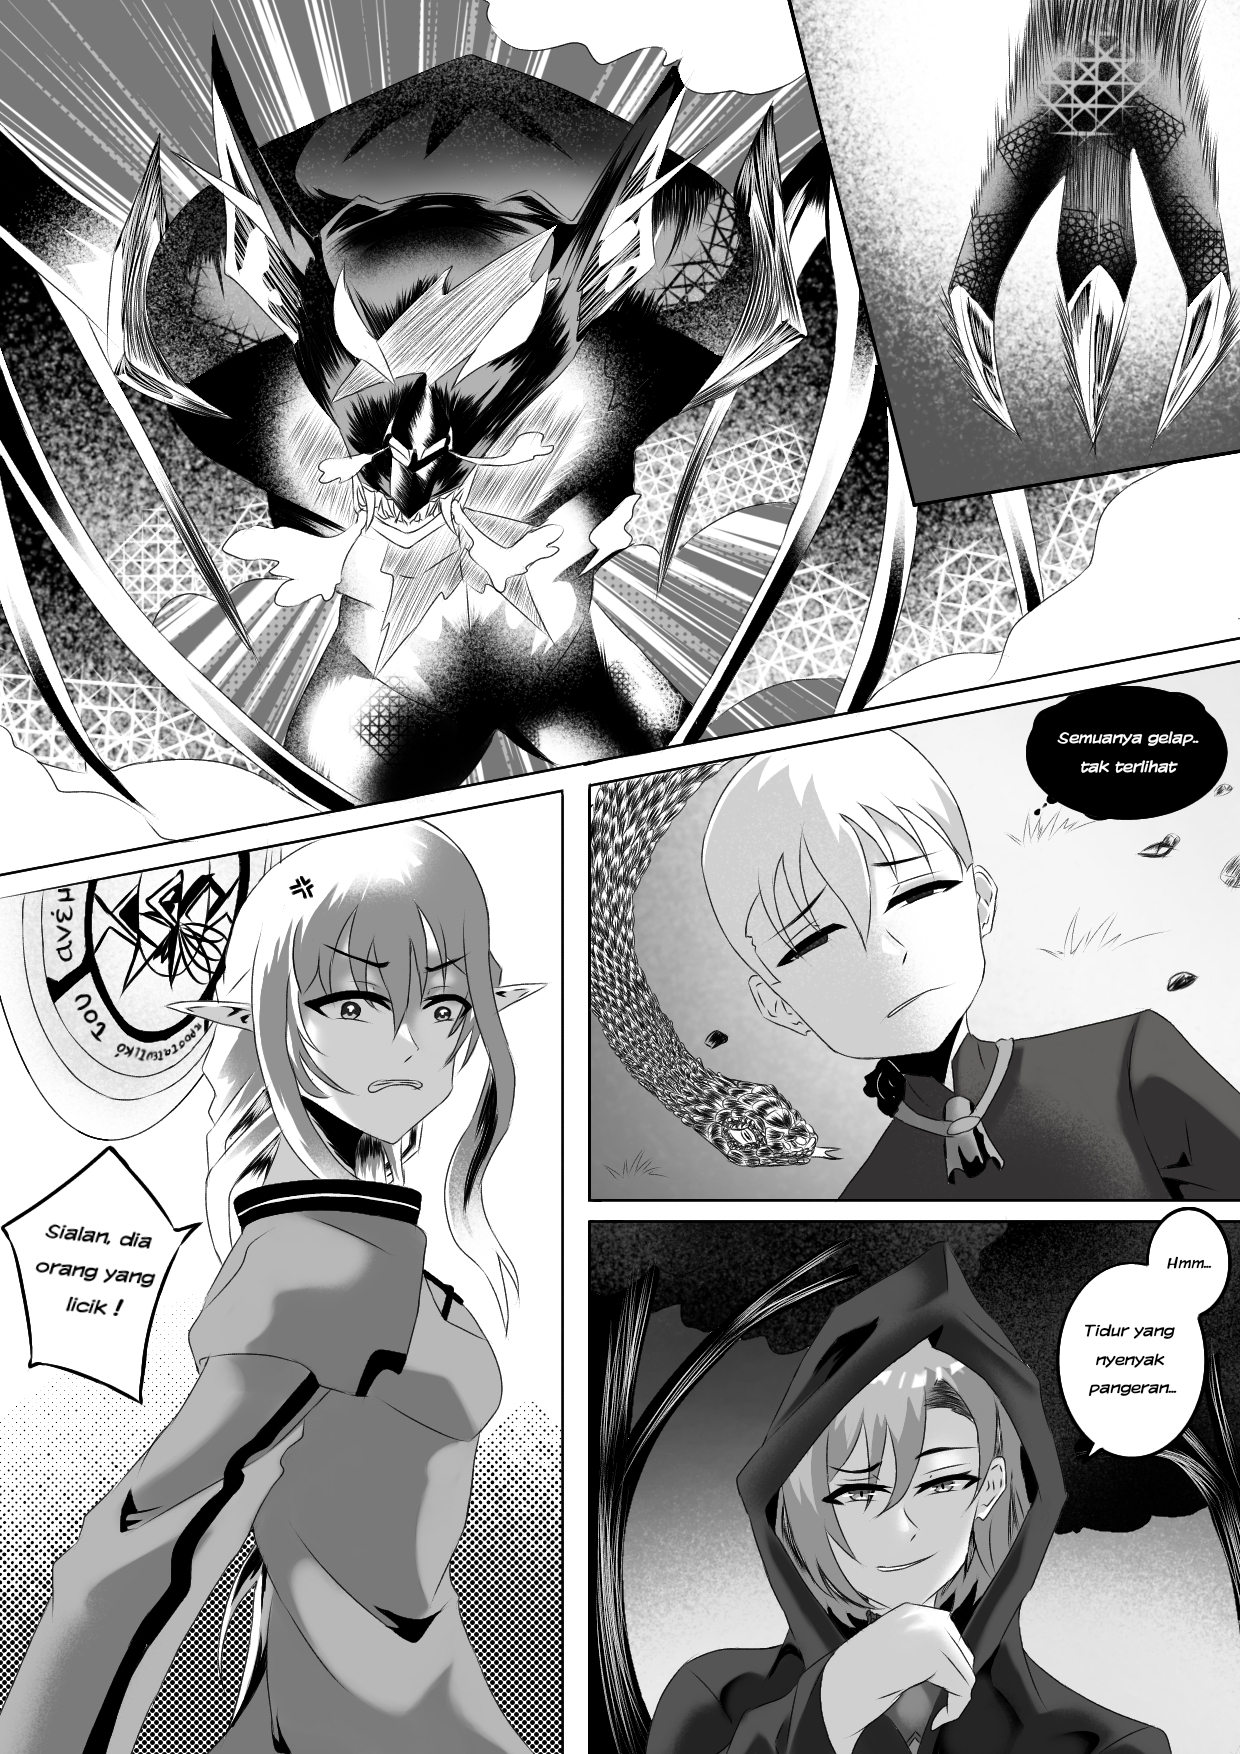 Semuanya gelap..
tak terlihat
Sialan, dia
orang yang
licik !
Hmm...
Tidur yang
nyenyak
pangeran...